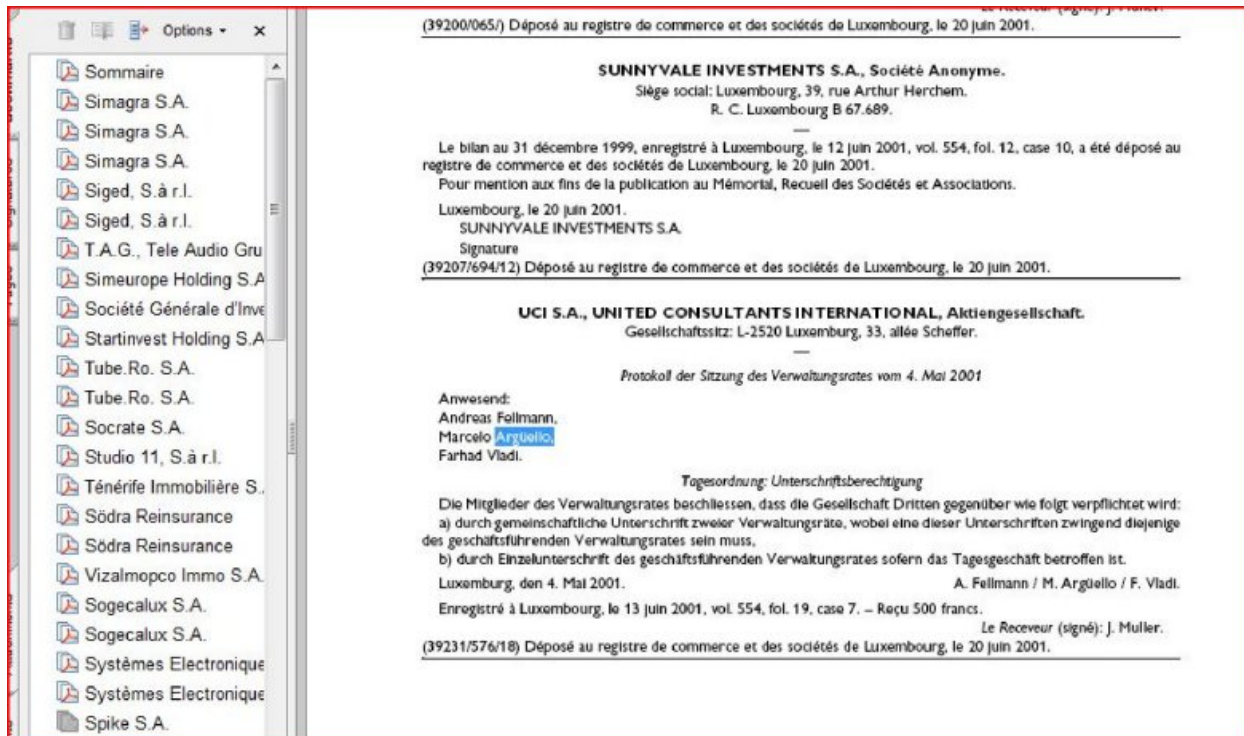 Options
Sommaire
Simagra S.A.
Simagra S.A.
Simagra S.A.
Siged, S.à r.l.
Siged, S.à r.l.
T.A.G., Tele Audio Gru
Simeurope Holding S.A
Société Générale d'Inve
Startinvest Holding S.A
Tube.Ro. S.A.
Tube.Ro. S.A.
Socrate S.A.
Studio 11, S.à r.l.
Ténérife Immobilière S..
Södra Reinsurance
Södra Reinsurance
Vizalmopco Immo S.A.
Sogecalux S.A.
Sogecalux S.A.
Systèmes Electronique
Systèmes Electronique
Spike S.A.
(39200/065/) Déposé au registre de commerce et des sociétés de Luxembourg, le 20 juin 2001.
SUNNYVALE INVESTMENTS S.A., Société Anonyme.
Siège social: Luxembourg, 39, rue Arthur Herchem.
R. C. Luxembourg B 67.689.
Le bilan au 31 décembre 1999, enregistré à Luxembourg, le 12 juin 2001, vol. 554, fol. 12, case 10, a été déposé au
registre de commerce et des sociétés de Luxembourg, le 20 juin 2001.
Pour mention aux fins de la publication au Mémorial, Recueil des Sociétés et Associations.
Luxembourg, le 20 juin 2001.
SUNNYVALE INVESTMENTS S.A.
Signature
(39207/694/12) Déposé au registre de commerce et des sociétés de Luxembourg, le 20 juin 2001.
UCI S.A., UNITED CONSULTANTS INTERNATIONAL, Aktiengesellschaft.
Gesellschaftssitz: L-2520 Luxemburg, 33, allée Scheffer.
Protokoll der Sitzung des Verwaltungsrates vom 4. Mai 2001
Anwesend:
Andreas Fellmann,
Marcelo Argüello,
Farhad Vladi.
Tagesordnung: Unterschriftsberechtigung
Die Mitglieder des Verwaltungsrates beschliessen, dass die Gesellschaft Dritten gegenüber wie folgt verpflichtet wird:
a) durch gemeinschaftliche Unterschrift zweier Verwaltungsräte, wobei eine dieser Unterschriften zwingend diejenige
des geschäftsführenden Verwaltungsrates sein muss,
b) durch Einzelunterschrift des geschäftsführenden Verwaltungsrates sofern das Tagesgeschäft betroffen ist.
Luxemburg, den 4. Mai 2001. A. Fellmann / M. Argüello / F. Vladi.
Enregistré à Luxembourg, le 13 juin 2001, vol. 554, fol. 19, case 7. – Reçu 500 francs.
Le Receveur (signé): J. Muller.
(39231/576/18) Déposé au registre de commerce et des sociétés de Luxembourg, le 20 juin 2001.